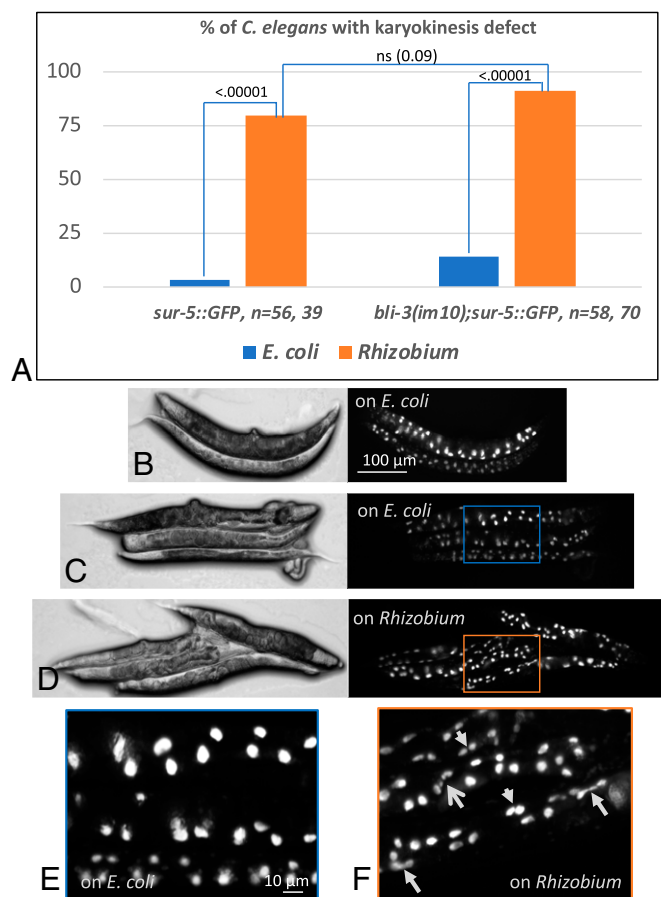 % of C. elegans with karyokinesis defect
ns (0.09)
<.00001
<.00001
100
75
50
25
0
sur-5::GFP, n=56, 39
bli-3(im10);sur-5::GFP, n=58, 70
E. coli
Rhizobium
A
on E. coli
B
100 µm
on E. coli
C
on Rhizobium
D
E
on E. coli
10 µm
F
on Rhizobium